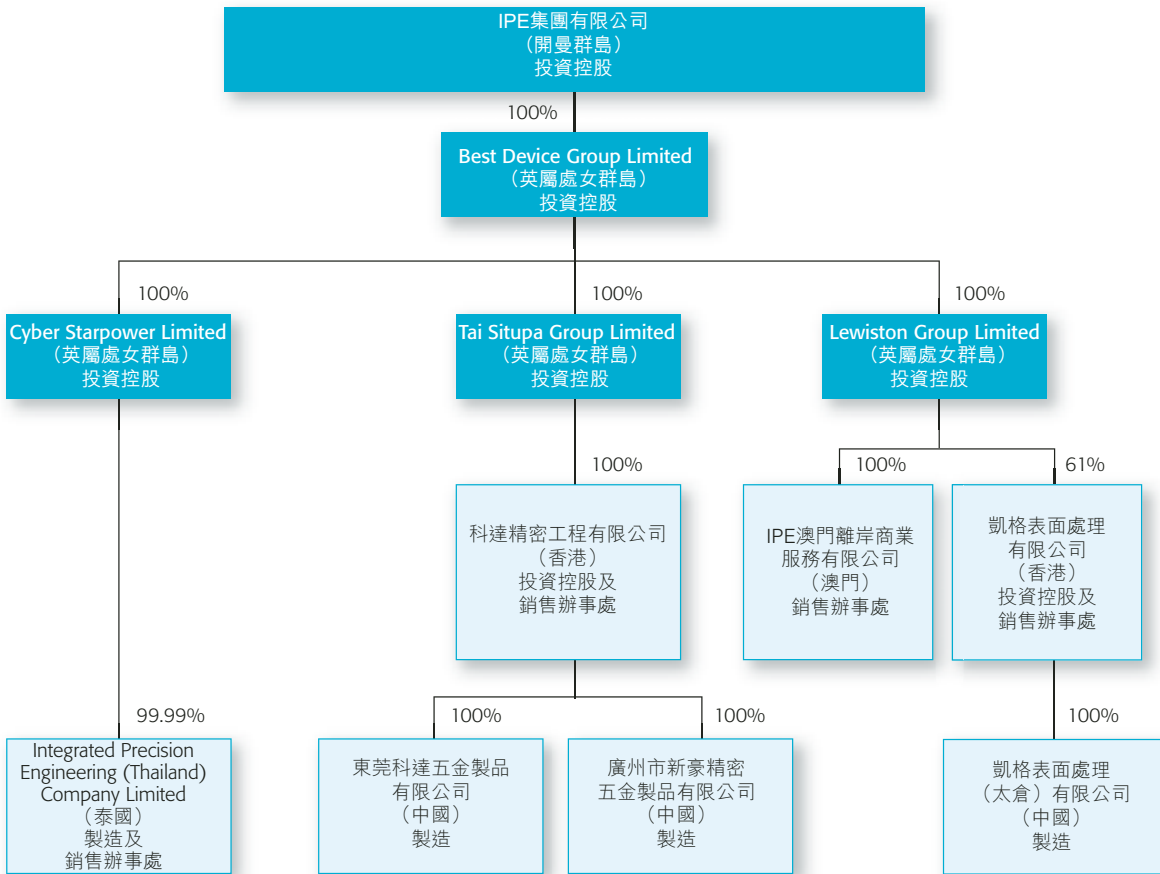 IPE集團有限公司
（開曼群島）
投資控股
100%
Best Device Group Limited
（英屬處女群島）
投資控股
100%
100%
100%
Cyber Starpower Limited
（英屬處女群島）
投資控股
Tai Situpa Group Limited
（英屬處女群島）
投資控股
Lewiston Group Limited
（英屬處女群島）
投資控股
100%
100%
61%
科達精密工程有限公司
（香港）
投資控股及
銷售辦事處
IPE澳門離岸商業
服務有限公司
（澳門）
銷售辦事處
凱格表面處理
有限公司
（香港）
投資控股及
銷售辦事處
99.99%
100%
100%
100%
Integrated Precision
Engineering (Thailand)
Company Limited
（泰國）
製造及
銷售辦事處
東莞科達五金製品
有限公司
（中國）
製造
廣州市新豪精密
五金製品有限公司
（中國）
製造
凱格表面處理
（太倉）有限公司
（中國）
製造